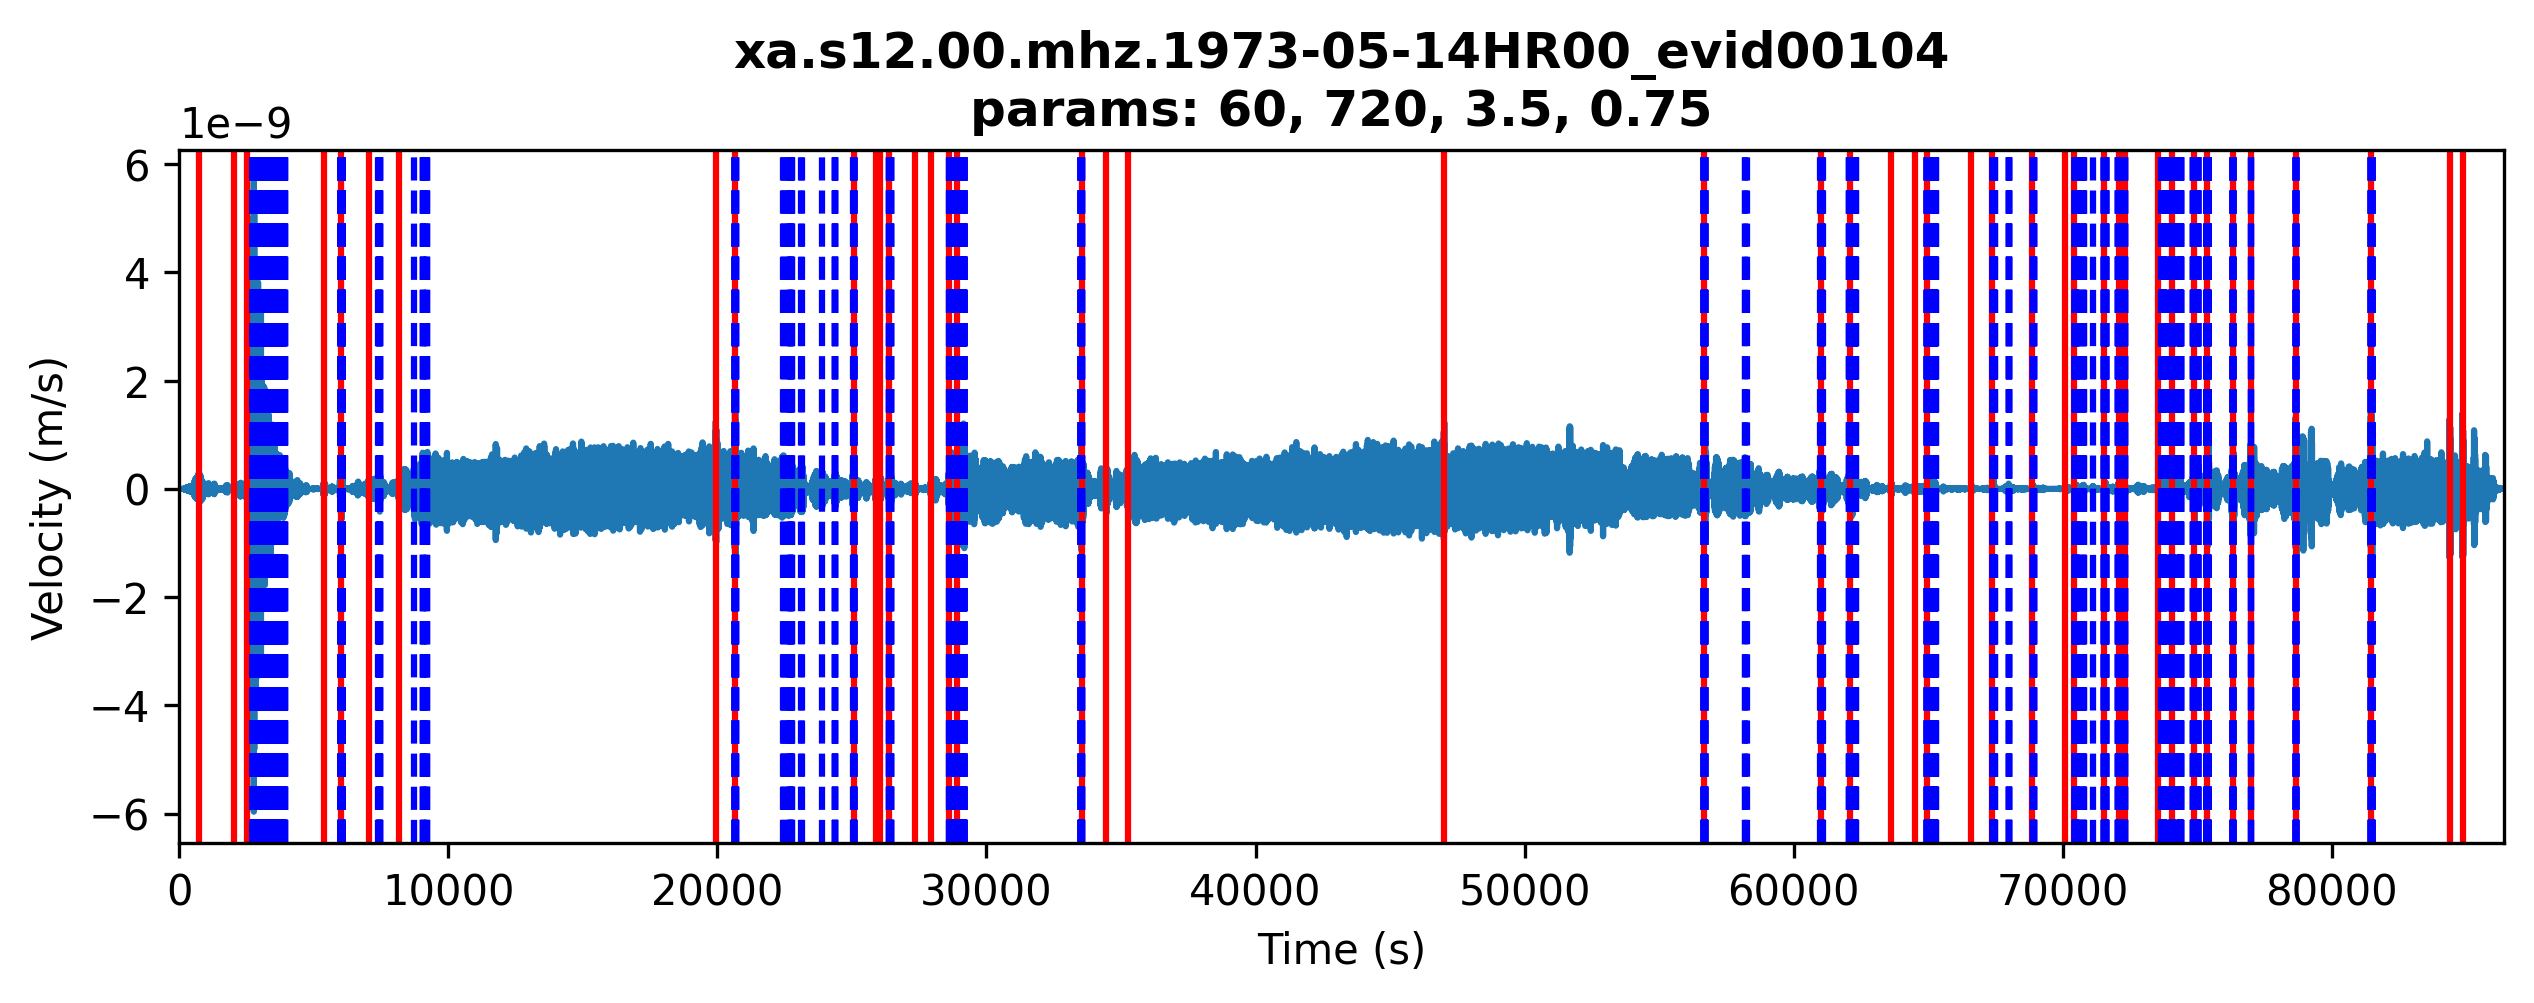 xa.s12.00.mhz.1973-05-14HR00_evid00104
params: 60, 720, 3.5, 0.75
1e−9
6
4
2
0
−2
−4
−6
Velocity (m/s)
0 10000 20000 30000 40000 50000 60000 70000 80000
Time (s)